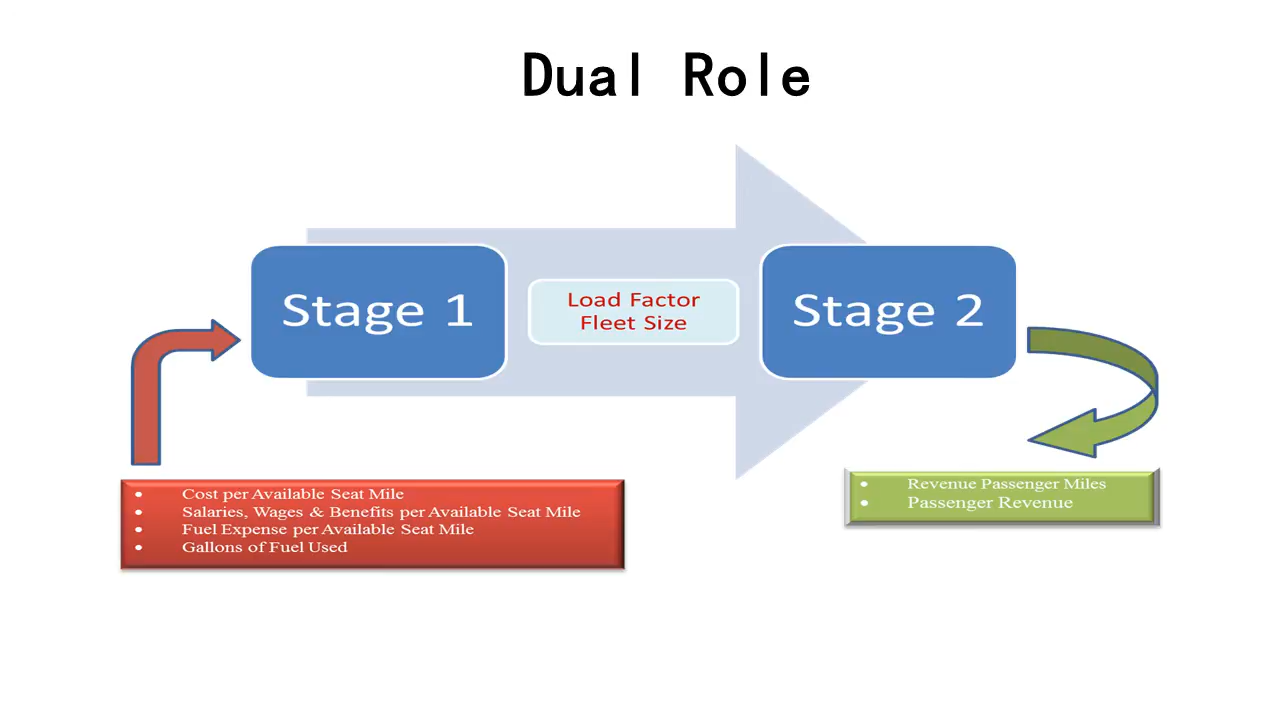 Dual Role
Stage 1
Load Factor
Fleet Size
Stage 2
• Cost per Available Seat Mile
• Salaries, Wages & Benefits per Available Seat Mile
• Fuel Expense per Available Seat Mile
• Gallons of Fuel Used
• Revenue Passenger Miles
• Passenger Revenue